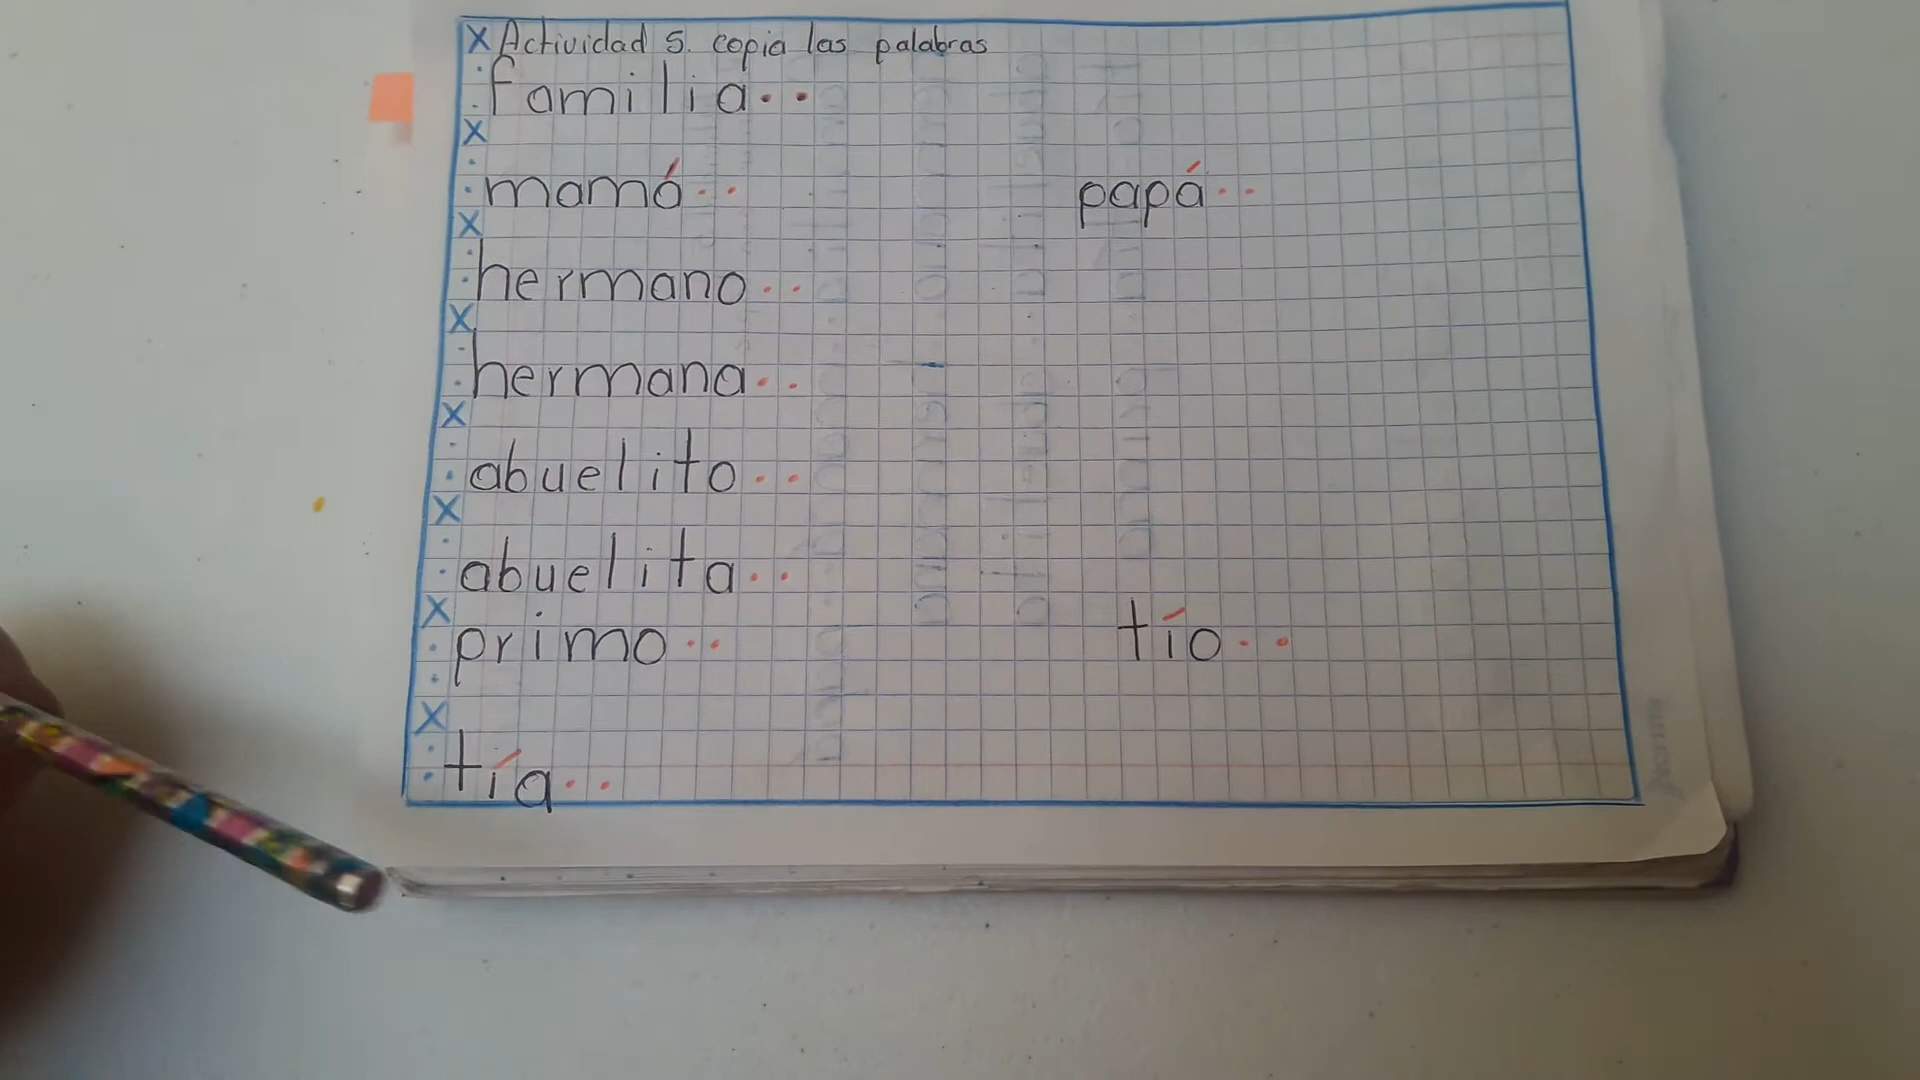 x Actividad 5. copia las palabras
familia..
x
mamá.. papá..
x
hermano..
x
hermana..
x
abuelito..
x
abuelita..
x
primo.. tío..
x
tía..